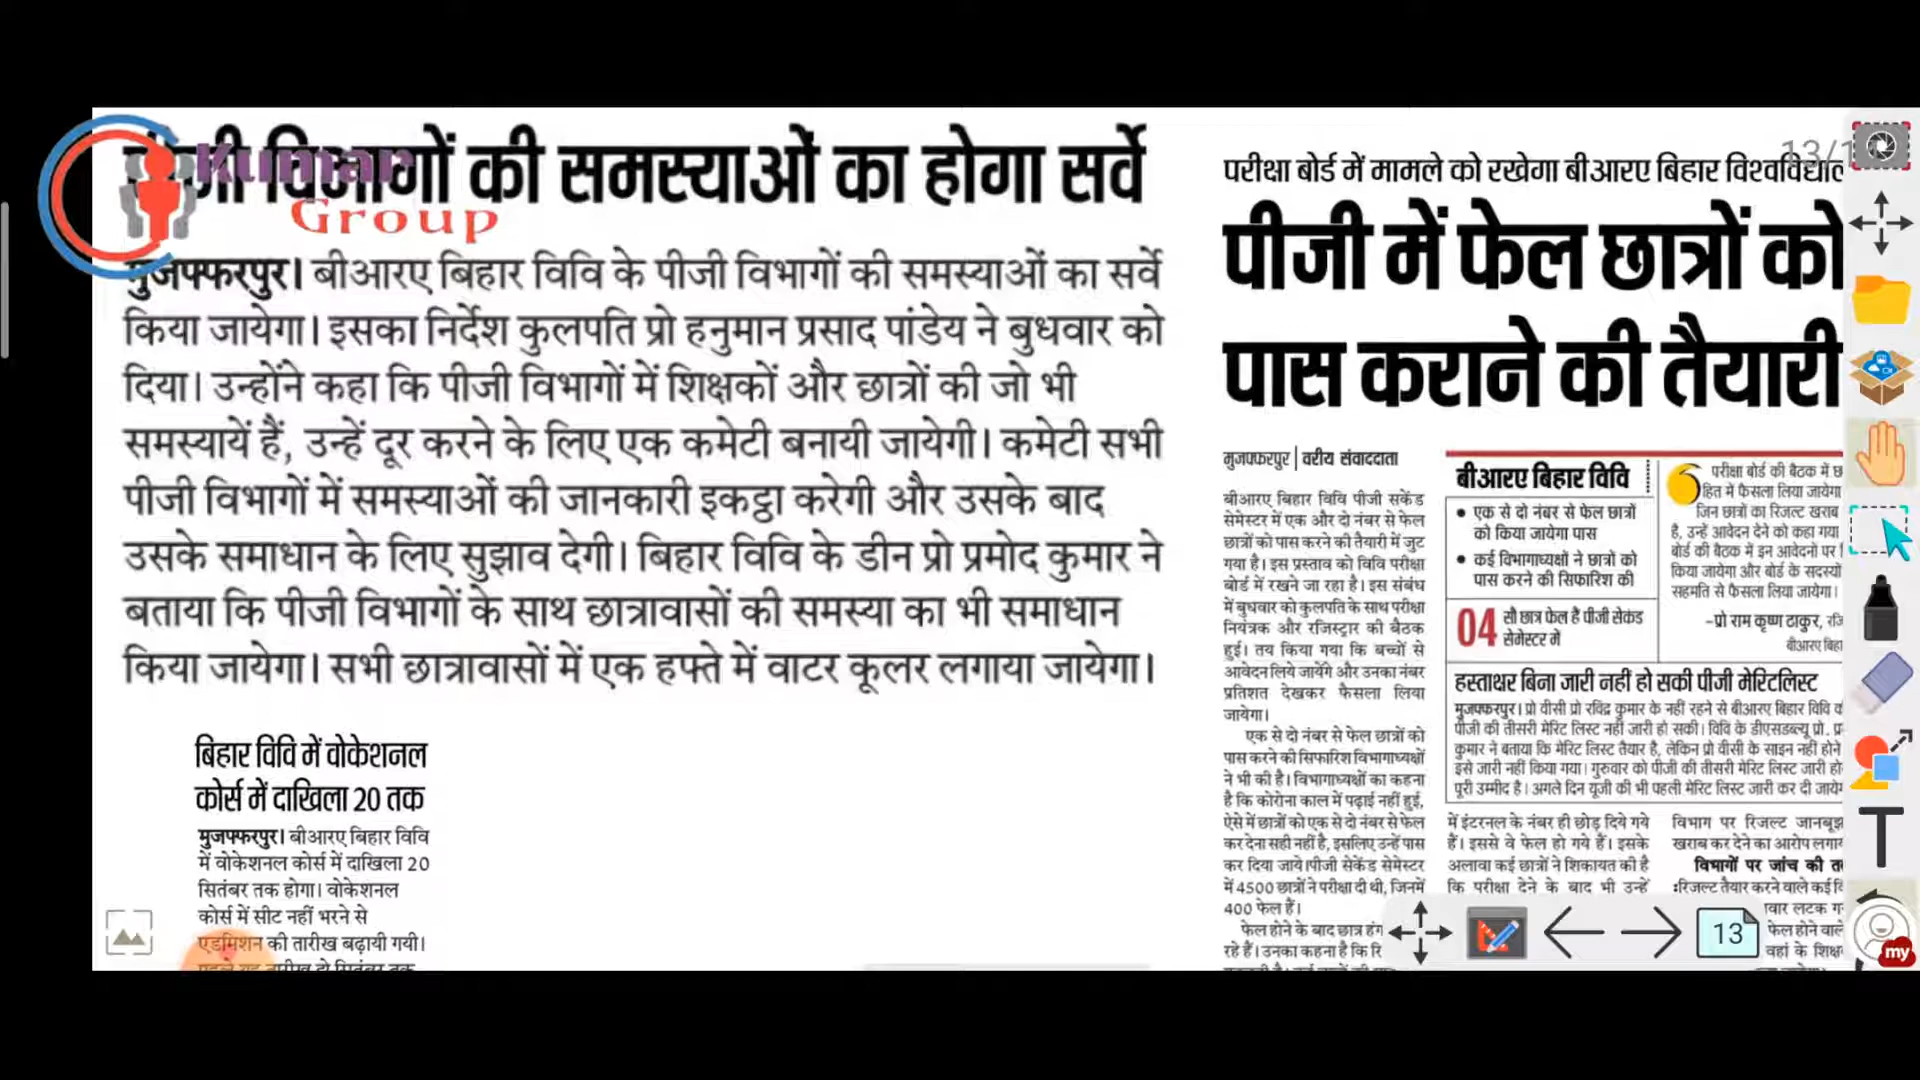 Kumar
Group
पीजी विभागों की समस्याओं का होगा सर्वे
मुजफ्फरपुर। बीआरए बिहार विवि के पीजी विभागों की समस्याओं का सर्वे
किया जायेगा। इसका निर्देश कुलपति प्रो हनुमान प्रसाद पांडेय ने बुधवार को
दिया। उन्होंने कहा कि पीजी विभागों में शिक्षकों और छात्रों की जो भी
समस्यायें हैं, उन्हें दूर करने के लिए एक कमेटी बनायी जायेगी। कमेटी सभी
पीजी विभागों में समस्याओं की जानकारी इकट्ठा करेगी और उसके बाद
उसके समाधान के लिए सुझाव देगी। बिहार विवि के डीन प्रो प्रमोद कुमार ने
बताया कि पीजी विभागों के साथ छात्रावासों की समस्या का भी समाधान
किया जायेगा। सभी छात्रावासों में एक हफ्ते में वाटर कूलर लगाया जायेगा।
बिहार विवि में वोकेशनल
कोर्स में दाखिला 20 तक
मुजफ्फरपुर। बीआरए बिहार विवि
में वोकेशनल कोर्स में दाखिला 20
सितंबर तक होगा। वोकेशनल
कोर्स में सीट नहीं भरने से
एडमिशन की तारीख बढ़ायी गयी।
परीक्षा बोर्ड में मामले को रखेगा बीआरए बिहार
पीजी में फेल छात्रों को
पास कराने की तैयारी
मुजफ्फरपुर | वरीय संवाददाता
बीआरए बिहार विवि पीजी सकेंड
सेमेस्टर में एक और दो नंबर से फेल
छात्रों को पास करने की तैयारी में जुट
गया है। इस प्रस्ताव को विवि परीक्षा
बोर्ड में रखने जा रहा है। इस संबंध
में बुधवार को कुलपति के साथ परीक्षा
नियंत्रक और रजिस्ट्रार की बैठक
हुई। तय किया गया कि बच्चों से
आवेदन लिये जायेंगे और उनका नंबर
प्रतिशत देखकर फैसला लिया
जायेगा।
एक से दो नंबर से फेल छात्रों को
पास करने की सिफारिश विभागाध्यक्षों
ने भी की है। विभागाध्यक्षों का कहना
है कि कोरोना काल में पढ़ाई नहीं हुई,
ऐसे में छात्रों को एक से दो नंबर से फेल
कर देना सही नहीं है, इसलिए उन्हें पास
कर दिया जाये।पीजी सेकेंड सेमेस्टर
में 4500 छात्रों ने परीक्षा दी थी, जिनमें
400 फेल हैं।
फेल होने के बाद छात्र
रहे हैं। उनका कहना है कि
बीआरए बिहार विवि
• एक से दो नंबर से फेल छात्रों
को किया जायेगा पास
• कई विभागाध्यक्षों ने छात्रों को
पास करने की सिफारिश की
04 सौ छात्र फेल हैं पीजी सेकंड
सेमेस्टर में
परीक्षा बोर्ड की बैठक में
हित में फैसला लिया जायेगा
जिन छात्रों का रिजल्ट खराब
है, उन्हें आवेदन देने को कहा गया
बोर्ड की बैठक में इन आवेदनों पर
किया जायेगा और बोर्ड के सदस्यों
सहमति से फैसला लिया जायेगा।
-प्रो राम कृष्ण ठाकुर,
बीआरए
हस्ताक्षर बिना जारी नहीं हो सकी पीजी मेरिटलिस्ट
मुजफ्फरपुर। प्रो वीसी प्रो रविंद्र कुमार के नहीं रहने से बीआरए बिहार विवि
पीजी की तीसरी मेरिट लिस्ट नहीं जारी हो सकी। विवि के डीएसडब्ल्यू प्रो.
कुमार ने बताया कि मेरिट लिस्ट तैयार है, लेकिन प्रो वीसी के साइन नहीं होने
इसे जारी नहीं किया गया। गुरुवार को पीजी की तीसरी मेरिट लिस्ट जारी
पूरी उम्मीद है। अगले दिन यूजी की भी पहली मेरिट लिस्ट जारी कर दी
में इंटरनल के नंबर ही छोड़ दिये गये
हैं। इससे वे फेल हो गये हैं। इसके
अलावा कई छात्रों ने शिकायत की है
कि परीक्षा देने के बाद भी उन्हें
विभाग पर रिजल्ट
खराब कर देने का आरोप
विभागों पर जांच की
रिजल्ट तैयार करने वाले कई
लटक
फेल होने
वहां के
13
T
my